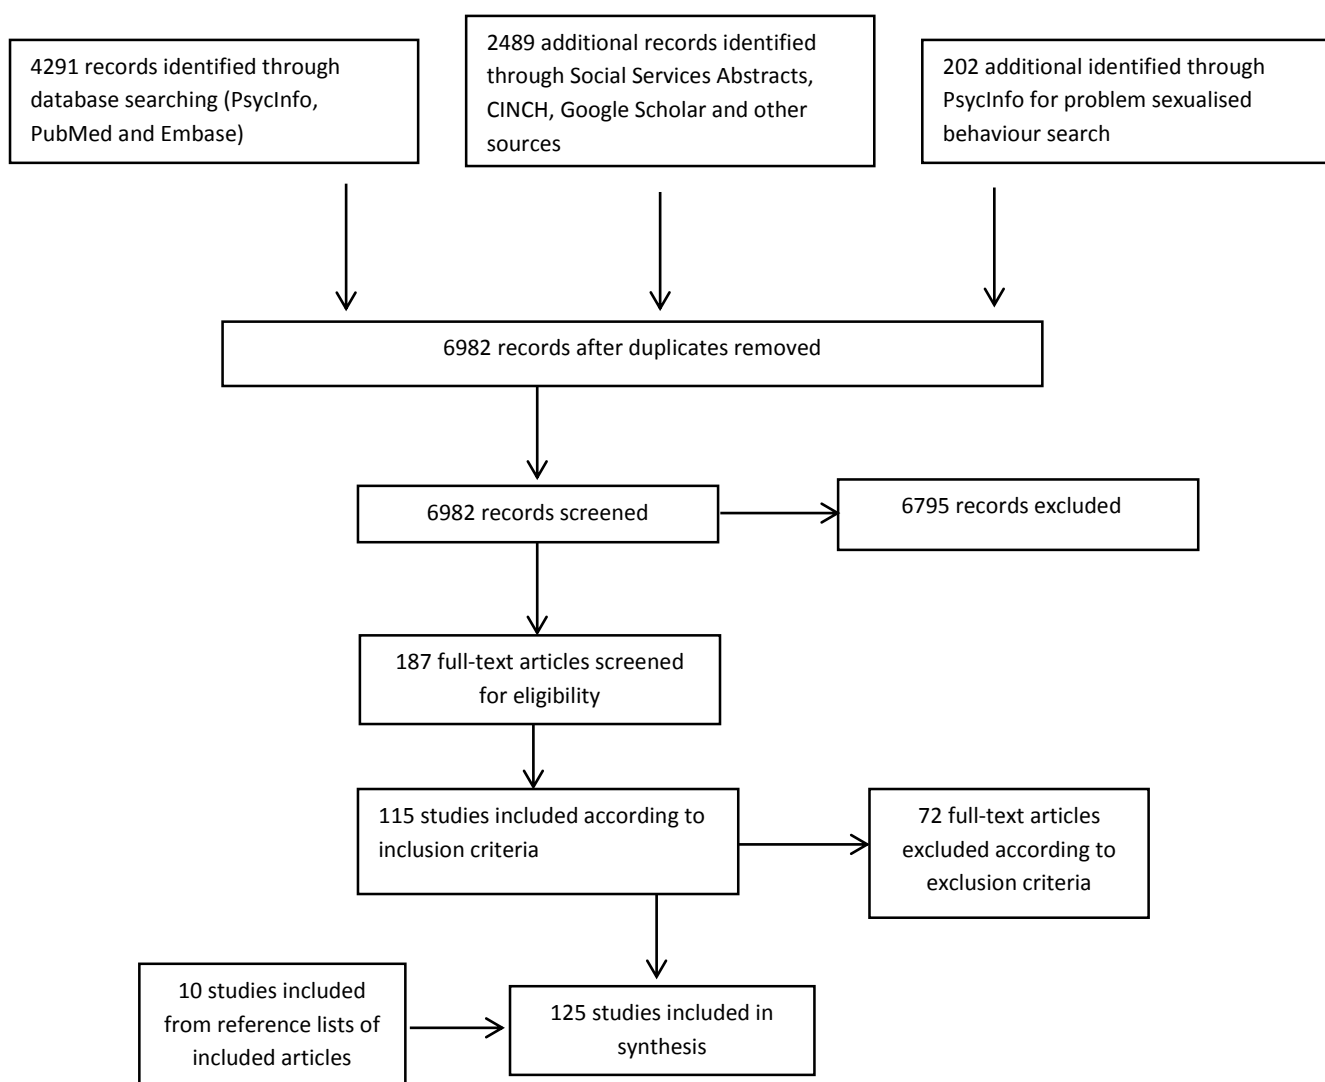 4291 records identified through
database searching (PsycInfo,
PubMed and Embase)
2489 additional records identified
through Social Services Abstracts,
CINCH, Google Scholar and other
sources
202 additional identified through
PsycInfo for problem sexualised
behaviour search
6982 records after duplicates removed
6982 records screened
6795 records excluded
187 full-text articles screened
for eligibility
115 studies included according to
inclusion criteria
72 full-text articles
excluded according to
exclusion criteria
10 studies included
from reference lists of
included articles
125 studies included in
synthesis